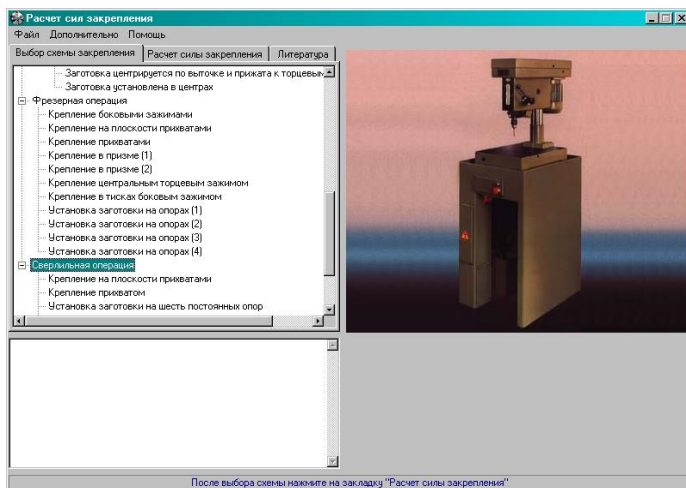 Расчет сил закрепления
Файл Дополнительно Помощь
Выбор схемы закрепления Расчет силы закрепления Литература
Заготовка центрируется по выточке и прижата к торцевым
Заготовка установлена в центрах
Фрезерная операция
Крепление боковыми зажимами
Крепление на плоскости прихватами
Крепление прихватами
Крепление в призме (1)
Крепление в призме (2)
Крепление центральным торцевым зажимом
Крепление в тисках боковым зажимом
Установка заготовки на опорах (1)
Установка заготовки на опорах (2)
Установка заготовки на опорах (3)
Установка заготовки на опорах (4)
Сверлильная операция
Крепление на плоскости прихватами
Крепление прихватом
Установка заготовки на шесть постоянных опор
После выбора схемы нажмите на закладку "Расчет силы закрепления"